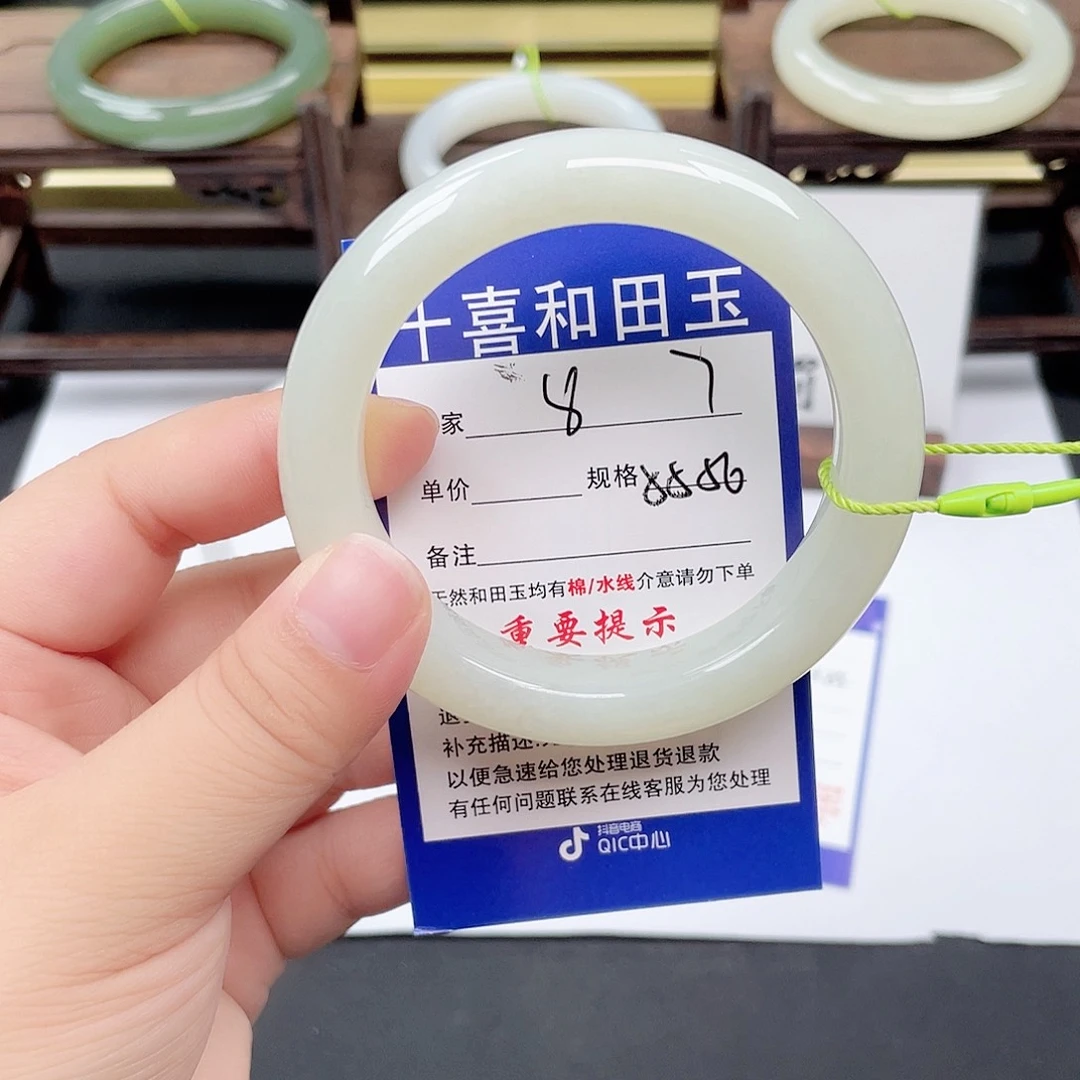 十喜和田玉
家 8 7
单价 规格 5556
备注
天然和田玉均有棉/水线介意请勿下单
重要提示
补充描述
以便急速给您处理退货退款
有任何问题联系在线客服为您处理
抖音电商
QIC中心